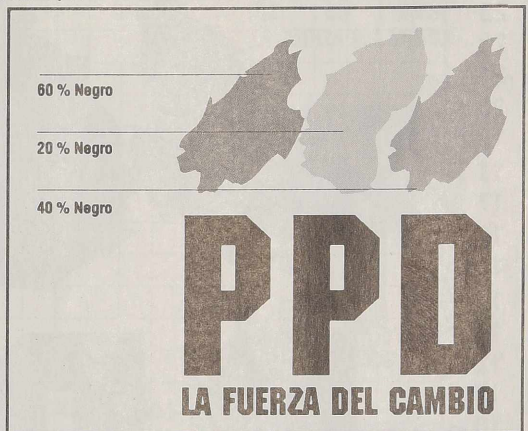 60 % Negro
20 % Negro
40 % Negro
PPD
LA FUERZA DEL CAMBIO